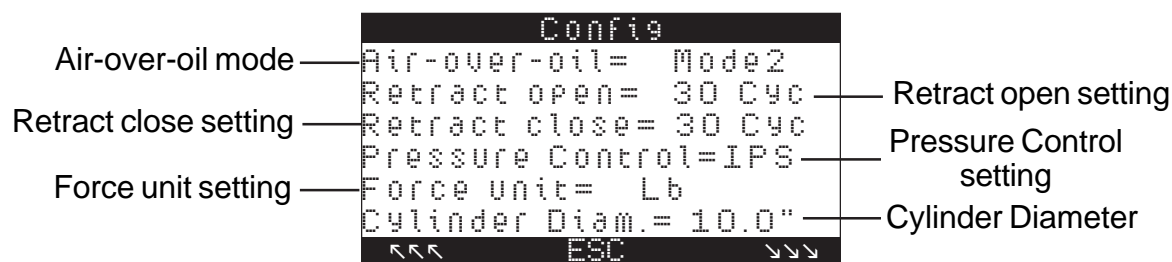 Config
Air-over-oil mode
Air-over-oil= Mode2
Retract open= 30 Cyc
Retract open setting
Retract close setting
Retract close= 30 Cyc
Pressure Control=IPS
Pressure Control
setting
Force unit setting
Force unit= Lb
Cylinder Diam.= 10.0"
Cylinder Diameter
↖↖↖ ESC ↘↘↘